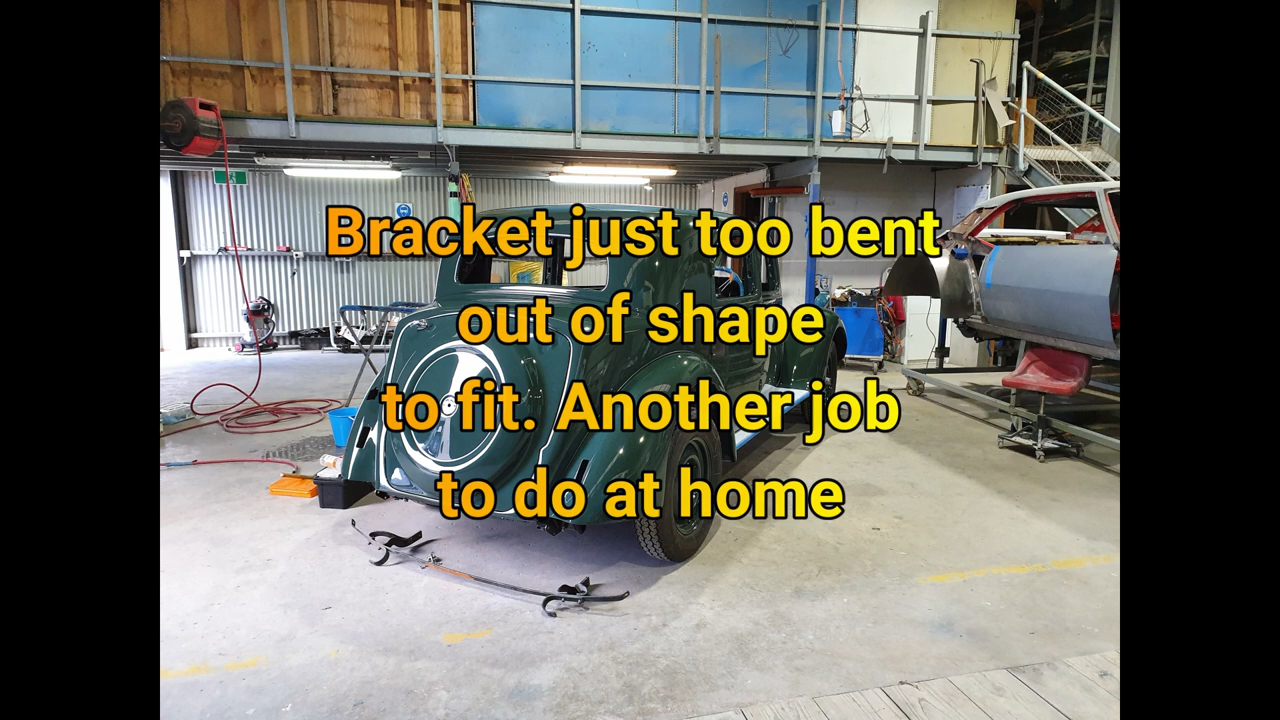 Bracket just too bent
out of shape
to fit. Another job
to do at home